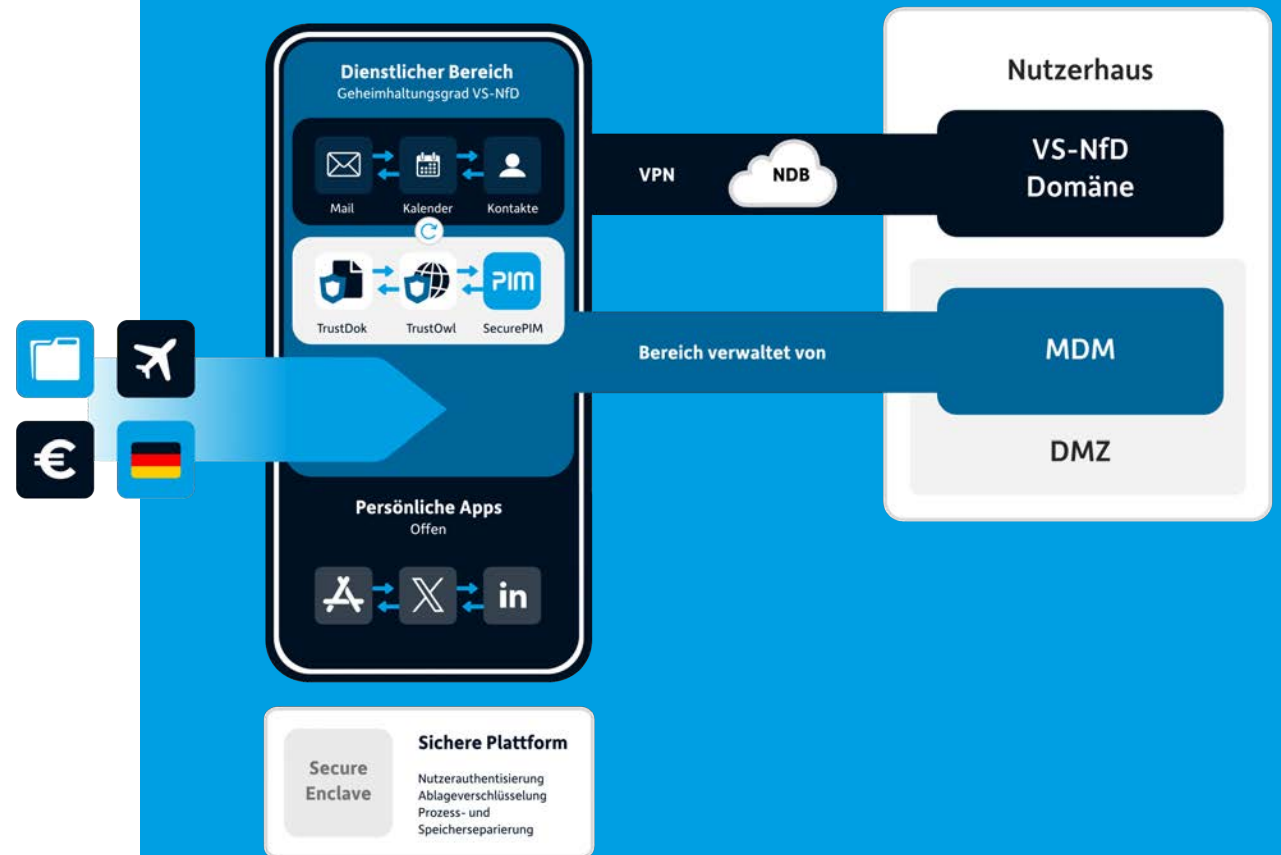 Dienstlicher Bereich
Geheimhaltungsgrad VS-NfD
Mail
Kalender
Kontakte
PIM
TrustDok
TrustOwl
SecurePIM
€
Persönliche Apps
Offen
X
in
VPN
NDB
Bereich verwaltet von
Nutzerhaus
VS-NfD
Domäne
MDM
DMZ
Secure
Enclave
Sichere Plattform
Nutzerauthentisierung
Ablageverschlüsselung
Prozess- und
Speicherseparierung